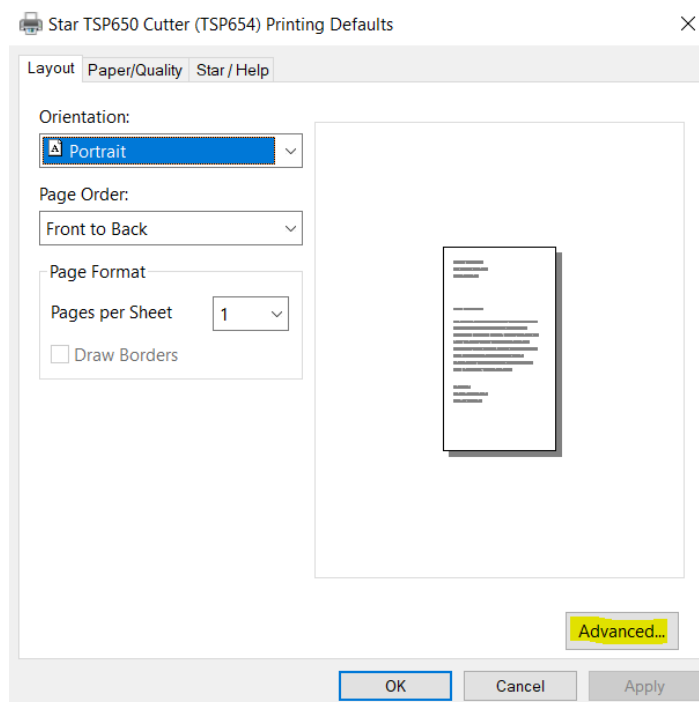 Star TSP650 Cutter (TSP654) Printing Defaults
Layout Paper/Quality Star / Help
Orientation:
A Portrait
Page Order:
Front to Back
Page Format
Pages per Sheet 1
Draw Borders
Advanced...
OK Cancel Apply